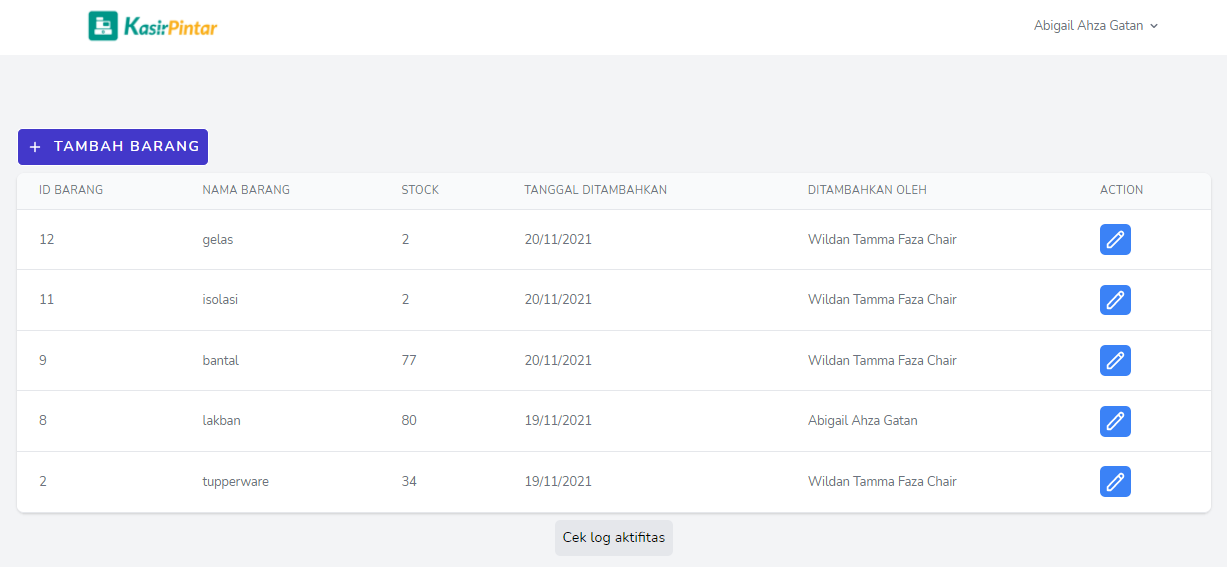 KasirPintar
Abigail Ahza Gatan
+ TAMBAH BARANG
ID BARANG NAMA BARANG STOCK TANGGAL DITAMBAHKAN DITAMBAHKAN OLEH ACTION
12 gelas 2 20/11/2021 Wildan Tamma Faza Chair
11 isolasi 2 20/11/2021 Wildan Tamma Faza Chair
9 bantal 77 20/11/2021 Wildan Tamma Faza Chair
8 lakban 80 19/11/2021 Abigail Ahza Gatan
2 tupperware 34 19/11/2021 Wildan Tamma Faza Chair
Cek log aktifitas